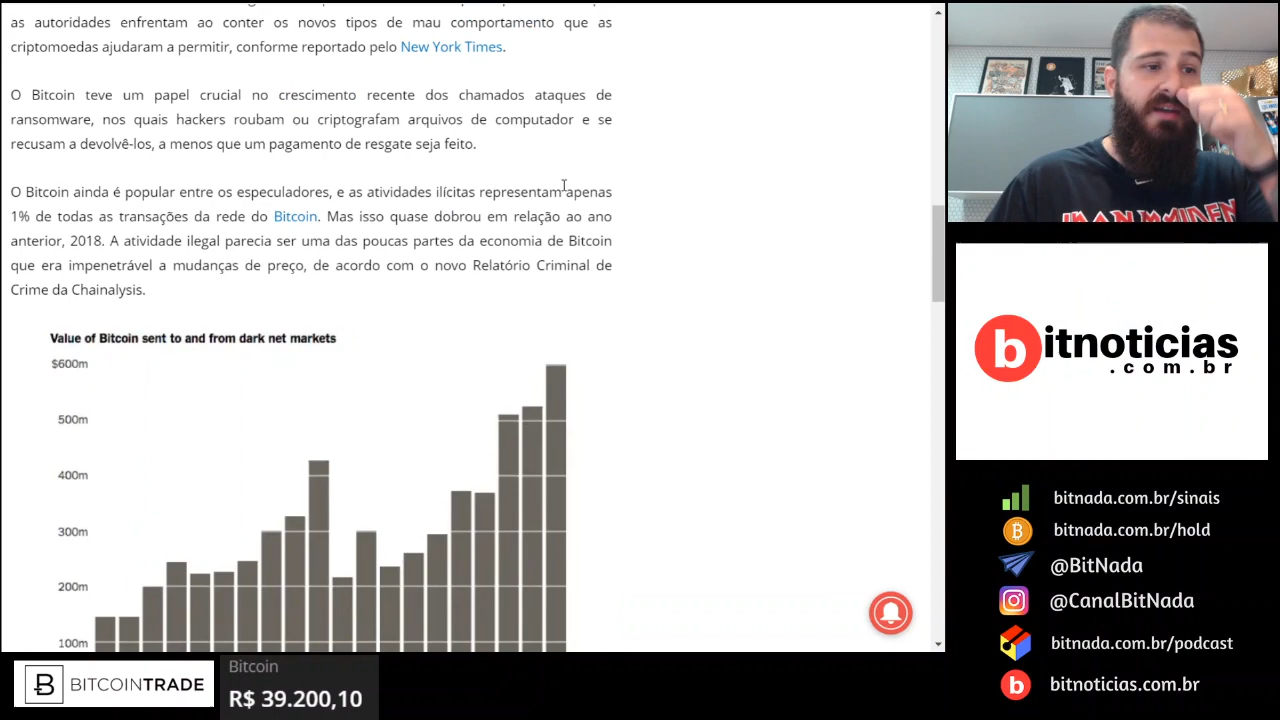 as autoridades enfrentam ao conter os novos tipos de mau comportamento que as
criptomoedas ajudaram a permitir, conforme reportado pelo New York Times.
O Bitcoin teve um papel crucial no crescimento recente dos chamados ataques de
ransomware, nos quais hackers roubam ou criptografam arquivos de computador e se
recusam a devolvê-los, a menos que um pagamento de resgate seja feito.
O Bitcoin ainda é popular entre os especuladores, e as atividades ilícitas representam apenas
1% de todas as transações da rede do Bitcoin. Mas isso quase dobrou em relação ao ano
anterior, 2018. A atividade ilegal parecia ser uma das poucas partes da economia de Bitcoin
que era impenetrável a mudanças de preço, de acordo com o novo Relatório Criminal de
Crime da Chainalysis.
Value of Bitcoin sent to and from dark net markets
$600m
500m
400m
300m
200m
100m
IRON MAIDEN
bitnoticias
.com.br
bitnada.com.br/sinais
bitnada.com.br/hold
@BitNada
@CanalBitNada
bitnada.com.br/podcast
bitnoticias.com.br
BITCOINTRADE
Bitcoin
R$ 39.200,10